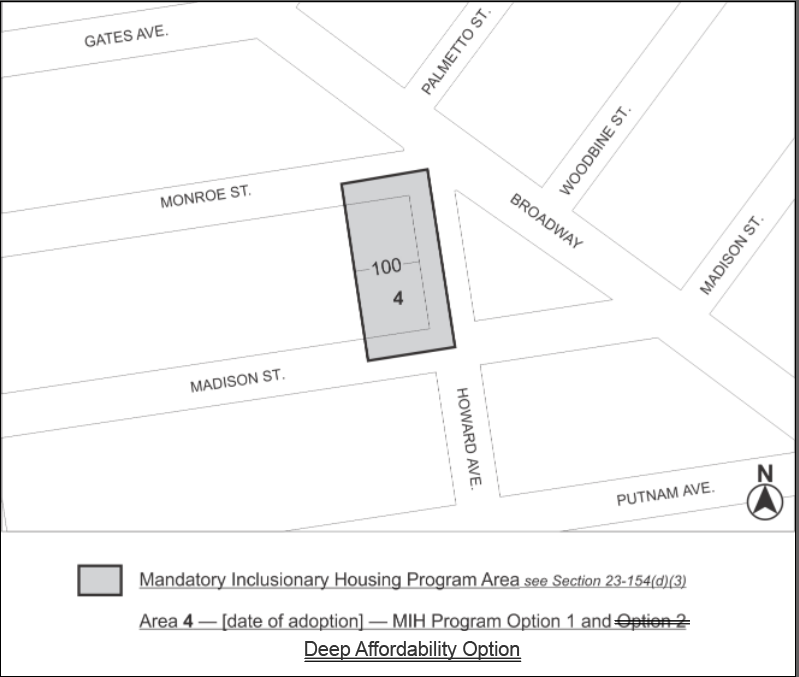 GATES AVE.
PALMETTO ST.
WOODBINE ST.
MONROE ST.
BROADWAY
MADISON ST.
100
4
MADISON ST.
HOWARD AVE.
PUTNAM AVE.
N
Mandatory Inclusionary Housing Program Area see Section 23-154(d)(3)
Area 4 — [date of adoption] — MIH Program Option 1 and Option 2
Deep Affordability Option